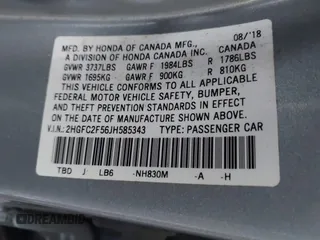 MFD. BY HONDA OF CANADA MFG., 08/'18
A DIVISION OF HONDA CANADA INC. CANADA
GVWR 3737LBS GAWR F 1984LBS R 1786LBS
GVWR 1695KG GAWR F 900KG R 810KG
THIS VEHICLE CONFORMS TO ALL APPLICABLE
FEDERAL MOTOR VEHICLE SAFETY, BUMPER,
AND THEFT PREVENTION STANDARDS IN
EFFECT ON THE DATE OF MANUFACTURE
SHOWN ABOVE.
V.I.N.:2HGFC2F56JH585343 TYPE:PASSENGER CAR
TBD J LB6 -NH830M -A -H
DREAMBID